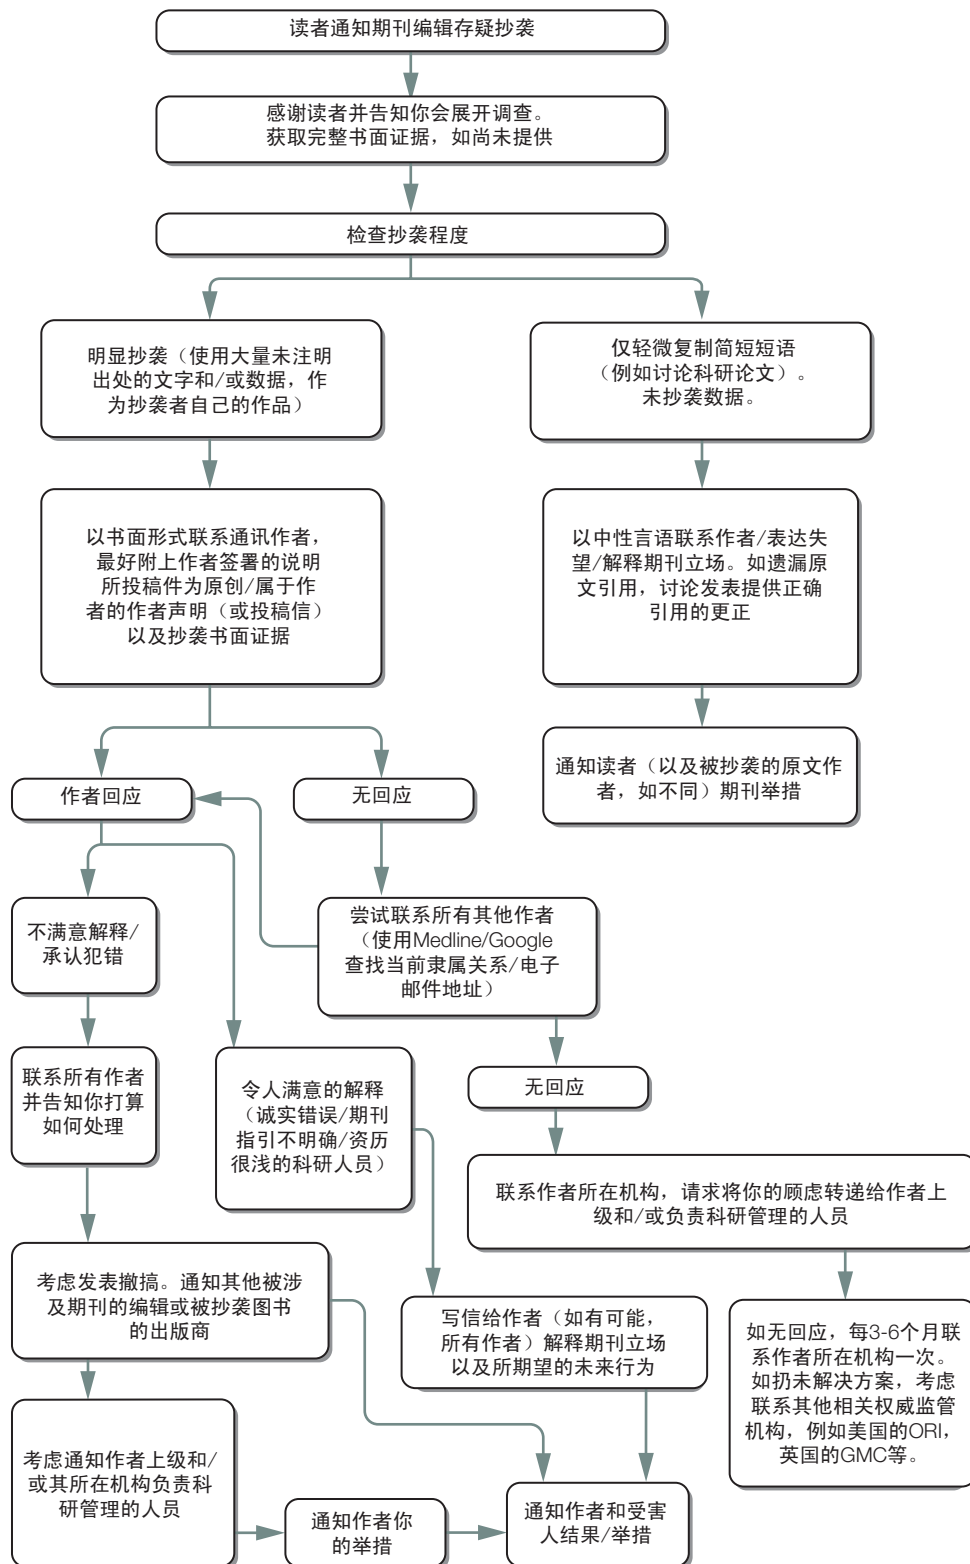 读者通知期刊编辑存疑抄袭
感谢读者并告知你会展开调查。
获取完整书面证据，如尚未提供
检查抄袭程度
明显抄袭（使用大量未注明
出处的文字和/或数据，作
为抄袭者自己的作品）
仅轻微复制简短短语
（例如讨论科研论文）。
未抄袭数据。
以书面形式联系通讯作者，
最好附上作者签署的说明
所投稿件为原创/属于作
者的作者声明（或投稿信）
以及抄袭书面证据
以中性言语联系作者/表达失
望/解释期刊立场。如遗漏原
文引用，讨论发表提供正确
引用的更正
通知读者（以及被抄袭的原文作
者，如不同）期刊举措
作者回应
无回应
不满意解释/
承认犯错
尝试联系所有其他作者
（使用Medline/Google
查找当前隶属关系/电子
邮件地址）
联系所有作者
并告知你打算
如何处理
令人满意的解释
（诚实错误/期刊
指引不明确/资历
很浅的科研人员）
无回应
联系作者所在机构，请求将你的顾虑转递给作者上
级和/或负责科研管理的人员
考虑发表撤搞。通知其他被涉
及期刊的编辑或被抄袭图书
的出版商
写信给作者（如有可能，
所有作者）解释期刊立场
以及所期望的未来行为
如无回应，每3-6个月联
系作者所在机构一次。
如扔未解决方案，考虑
联系其他相关权威监管
机构，例如美国的ORI，
英国的GMC等。
考虑通知作者上级和/
或其所在机构负责科
研管理的人员
通知作者你
的举措
通知作者和受害
人结果/举措